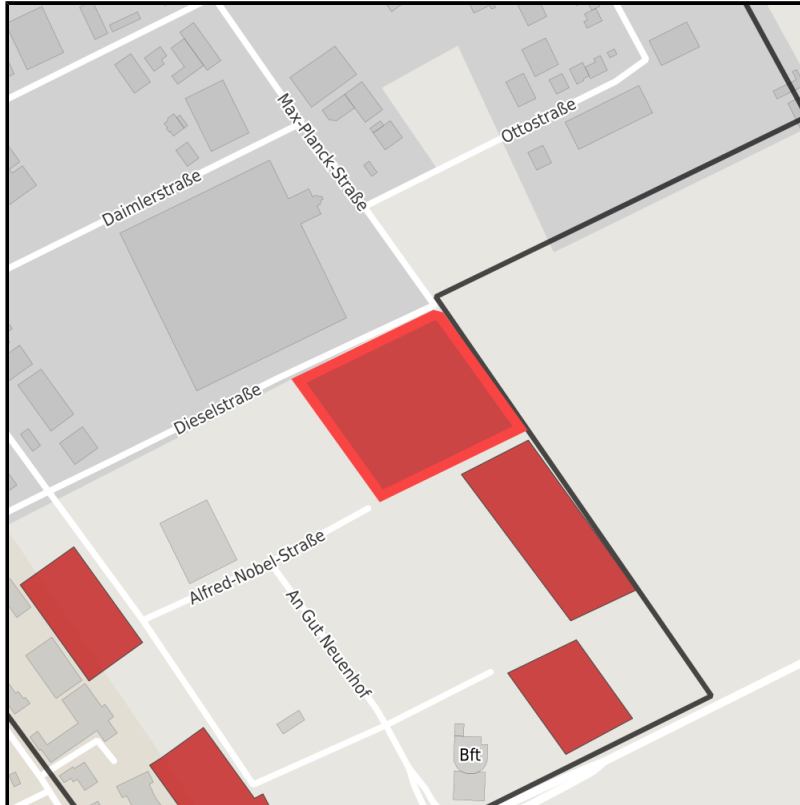 Max-Planck-Straße
Ottostraße
Daimlerstraße
Dieselstraße
Alfred-Nobel-Straße
An Gut Neuenhof
Bft